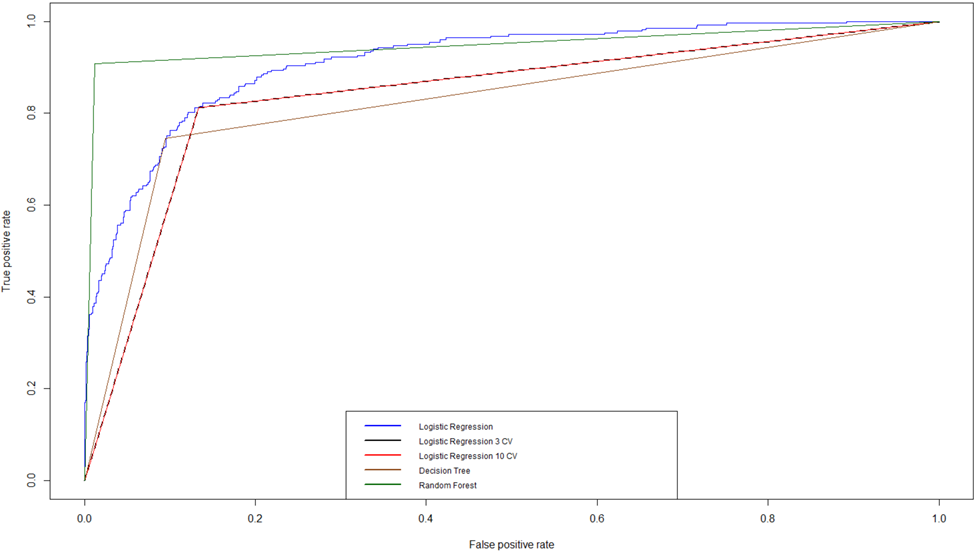 1.0
0.8
0.6
0.4
0.2
0.0
True positive rate
Logistic Regression
Logistic Regression 3 CV
Logistic Regression 10 CV
Decision Tree
Random Forest
0.0 0.2 0.4 0.6 0.8 1.0
False positive rate